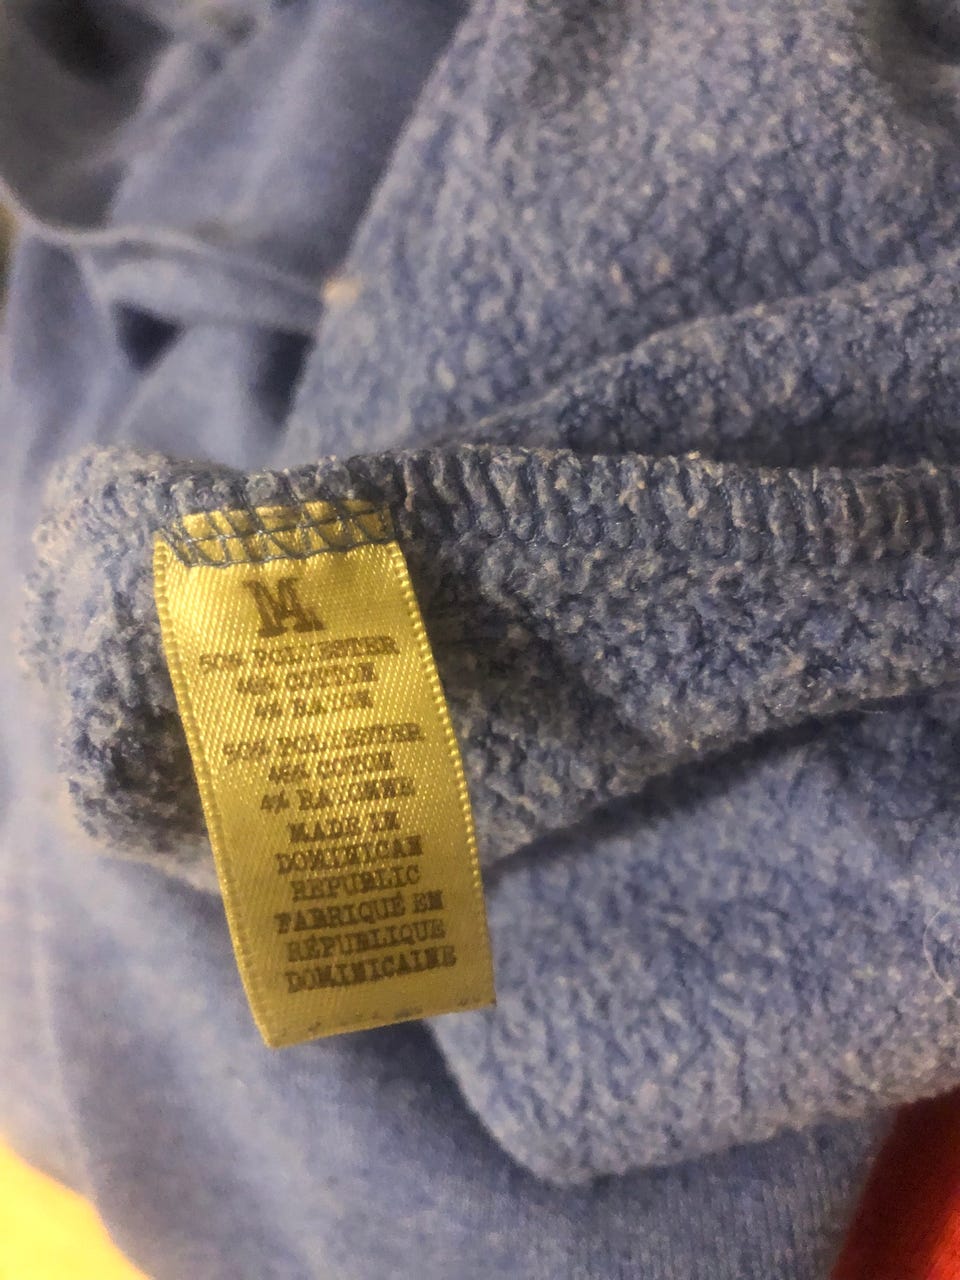 M
50% POLYESTER
46% COTTON
4% RAYON
50% POLYESTER
46% COTON
4% RAYONNE
MADE IN
DOMINICAN
REPUBLIC
FABRIQUE EN
RÉPUBLIQUE
DOMINICAINE